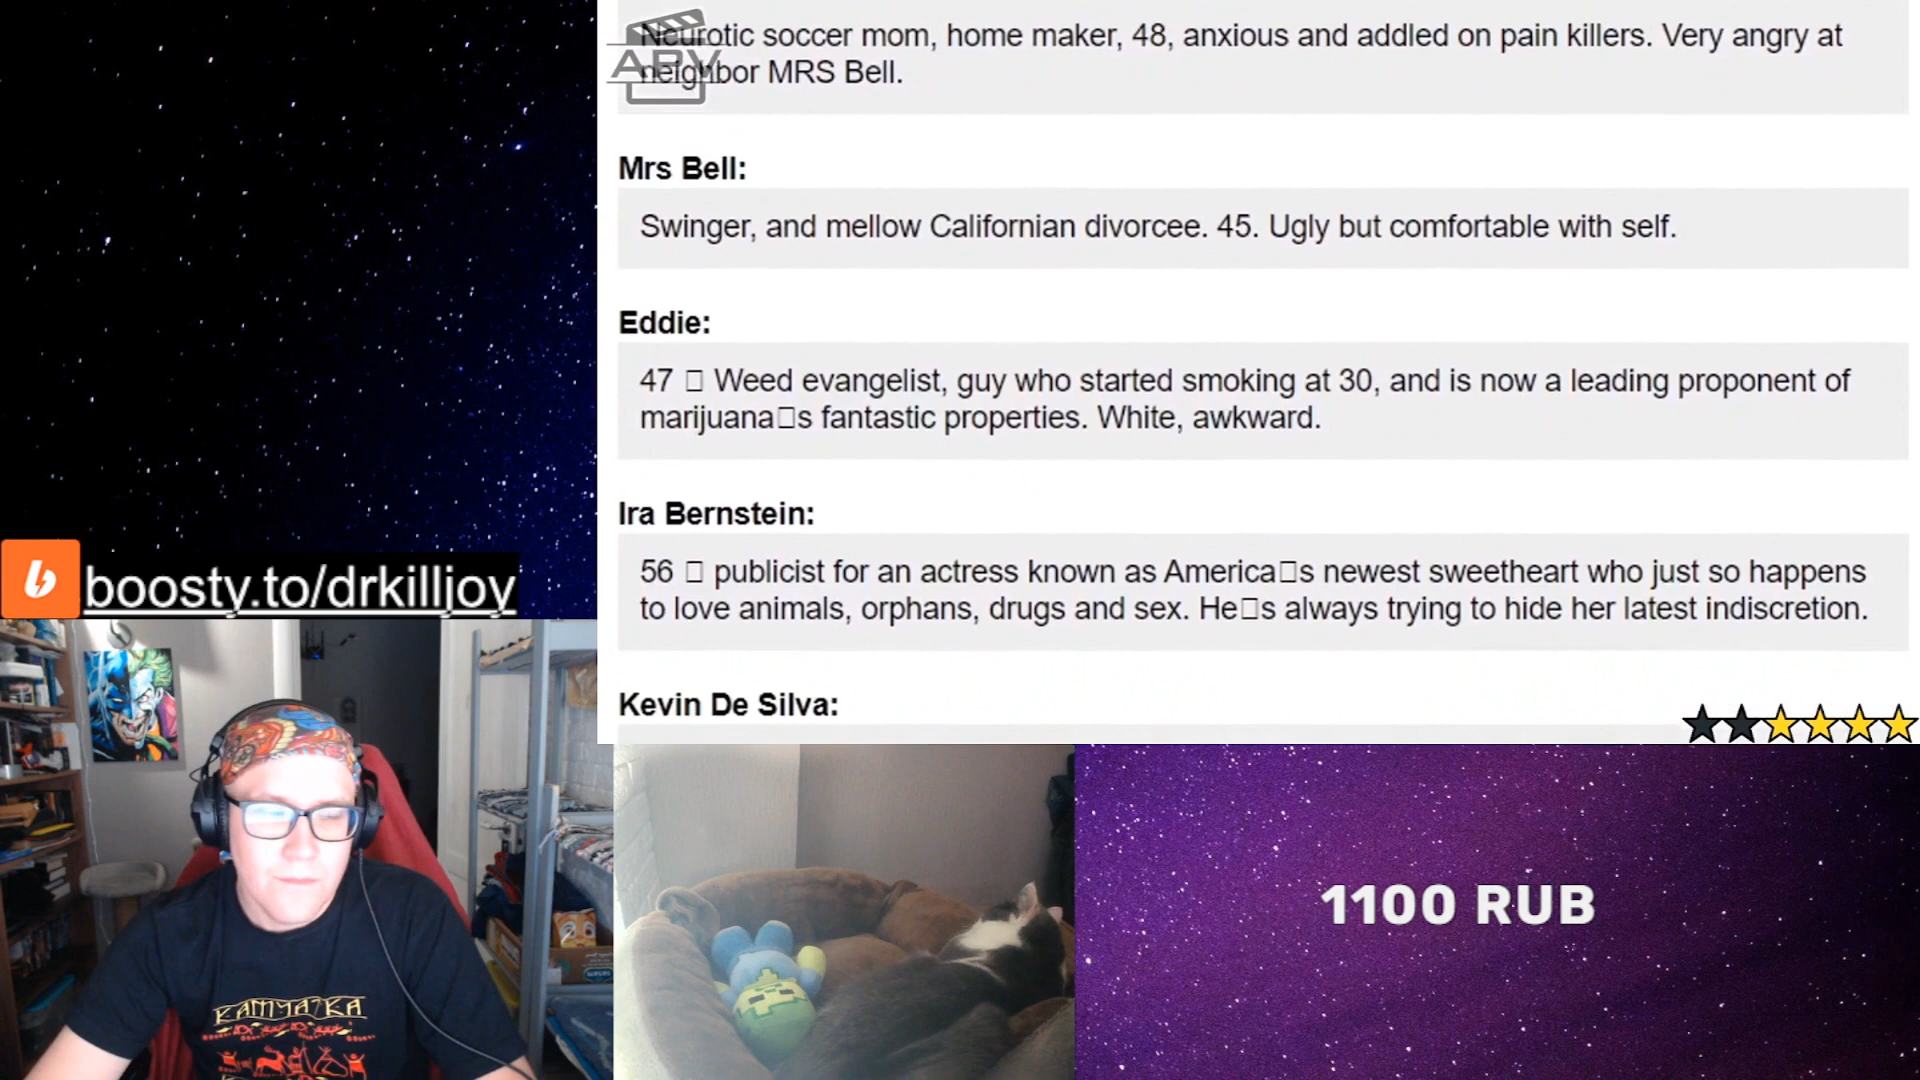 Neurotic soccer mom, home maker, 48, anxious and addled on pain killers. Very angry at
neighbor MRS Bell.
АРУ
Mrs Bell:
Swinger, and mellow Californian divorcee. 45. Ugly but comfortable with self.
Eddie:
47 □ Weed evangelist, guy who started smoking at 30, and is now a leading proponent of
marijuana□s fantastic properties. White, awkward.
Ira Bernstein:
56 □ publicist for an actress known as America□s newest sweetheart who just so happens
to love animals, orphans, drugs and sex. He□s always trying to hide her latest indiscretion.
Kevin De Silva:
boosty.to/drkilljoy
КАМЧАТКА
1100 RUB